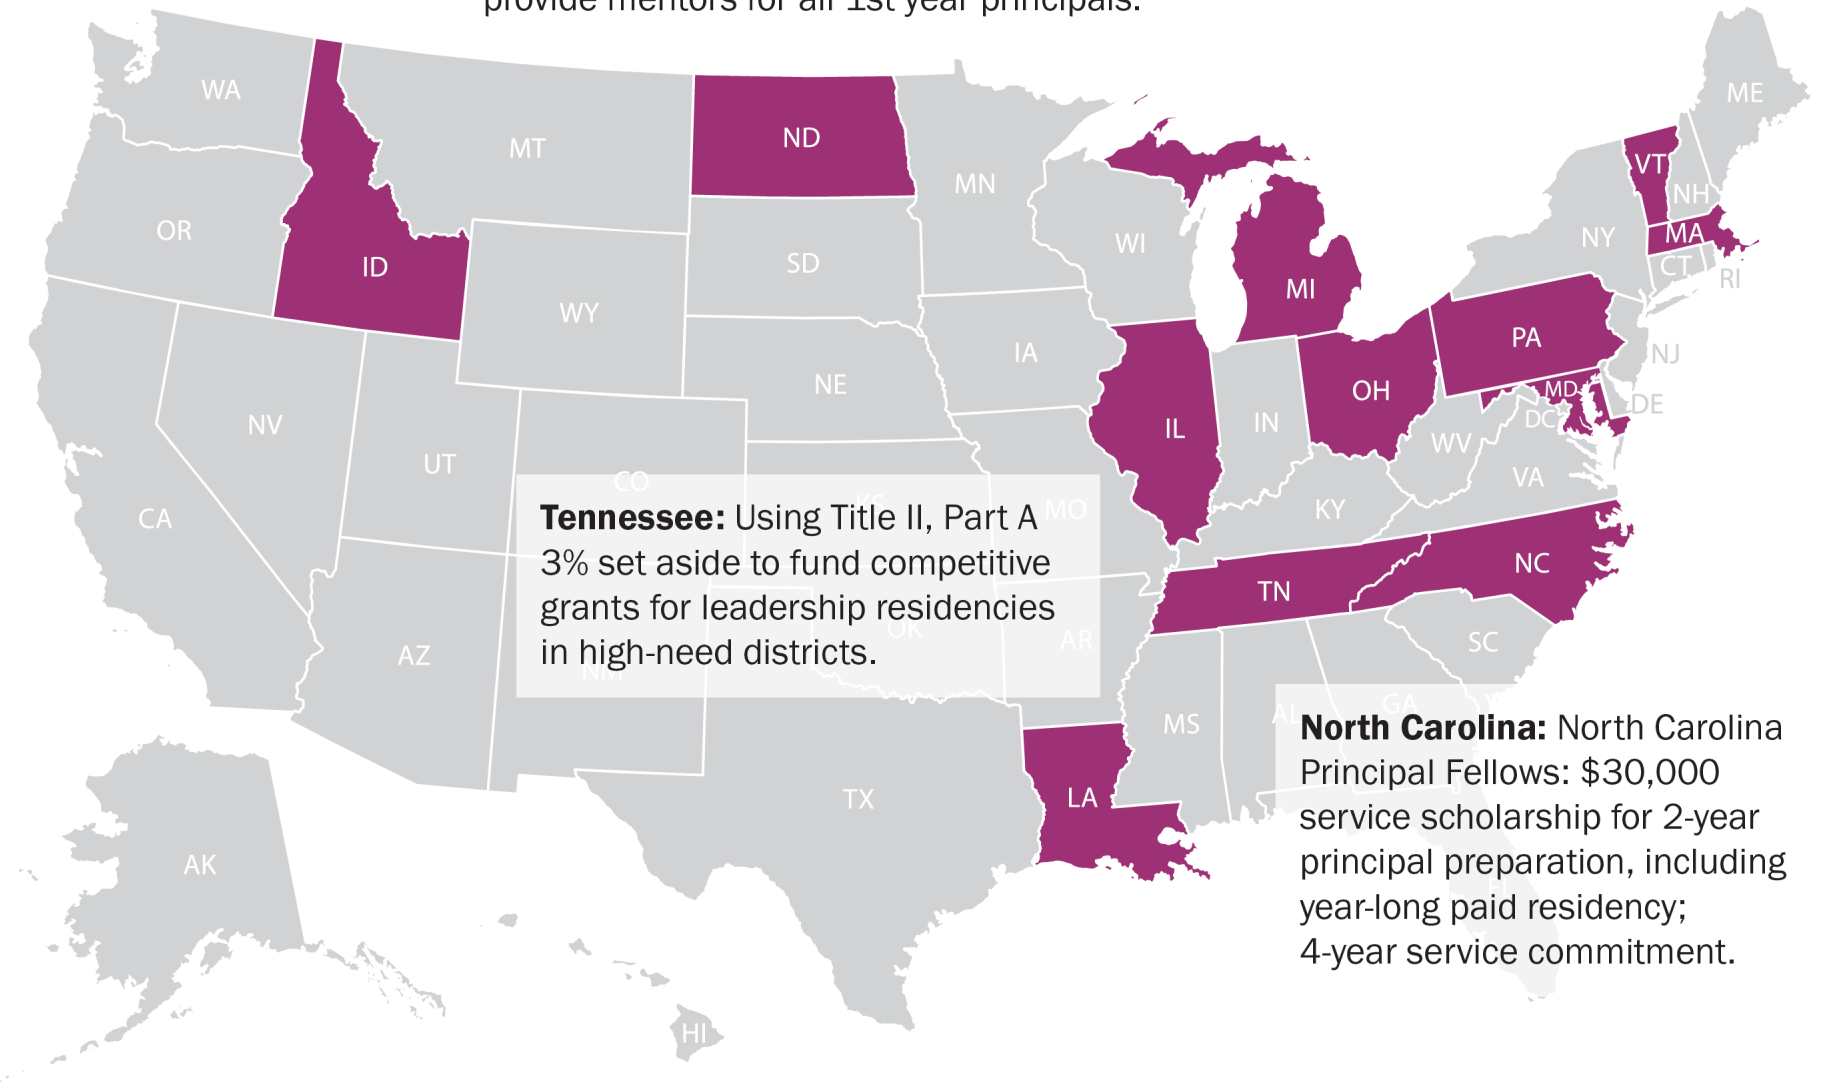 provide mentors for all 1st year principals.
WA
MT
ND
MN
ME
VT
NH
OR
ID
SD
WI
MI
NY
MA
CT
RI
WY
IA
NE
PA
NJ
OH
MD
DE
DC
NV
UT
CO
KS
MO
IL
IN
WV
VA
KY
CA
Tennessee: Using Title II, Part A
3% set aside to fund competitive
grants for leadership residencies
in high-need districts.
TN
NC
AZ
NM
OK
AR
SC
MS
AL
GA
TX
LA
North Carolina: North Carolina
Principal Fellows: $30,000
service scholarship for 2-year
principal preparation, including
year-long paid residency;
4-year service commitment.
FL
AK
HI